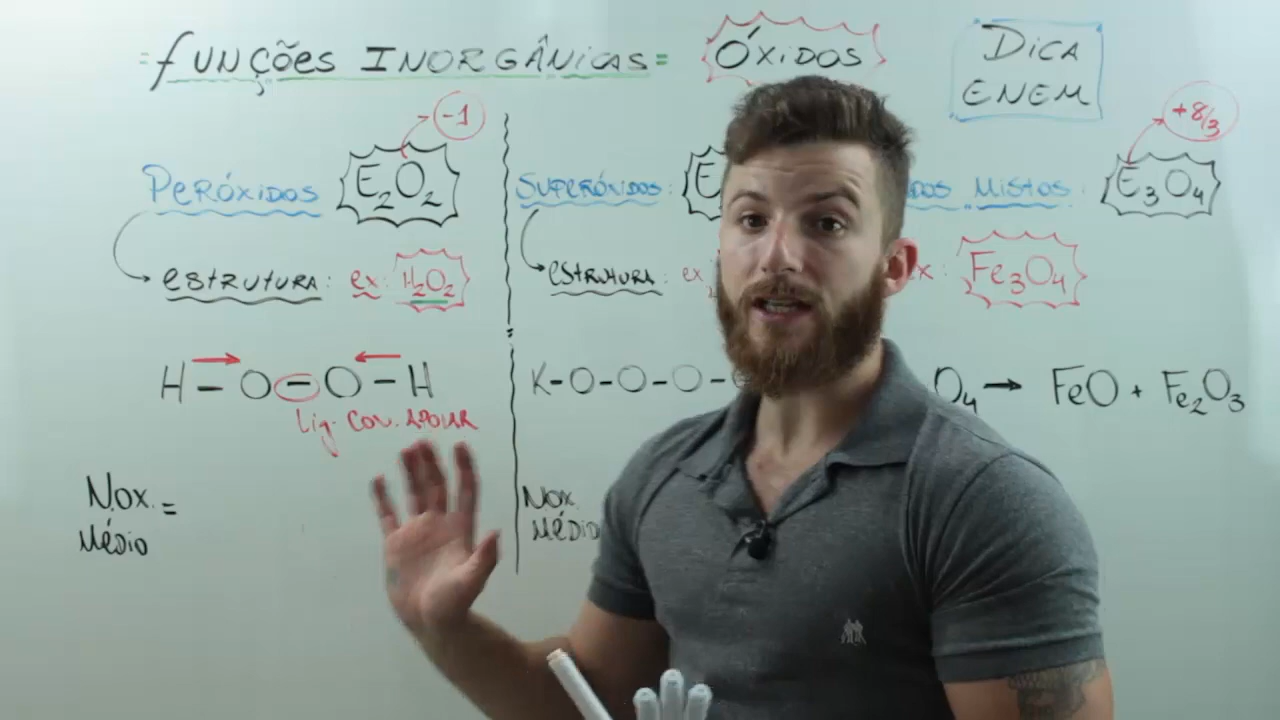 =FUNÇÕES INORGÂNICAS= ÓXIDOS DICA
ENEM
PERÓXIDOS E2O2 -1
ESTRUTURA: ex: H2O2
H-O-O-H
Lig. Cov. APOLAR
Nox. =
Médio
SUPERÓXIDOS: E
ESTRUTURA: ex
K-O-O-O-
Nox.
MÉDIO
MISTOS: E3O4 +8/3
Fe3O4
O4 → FeO + Fe2O3